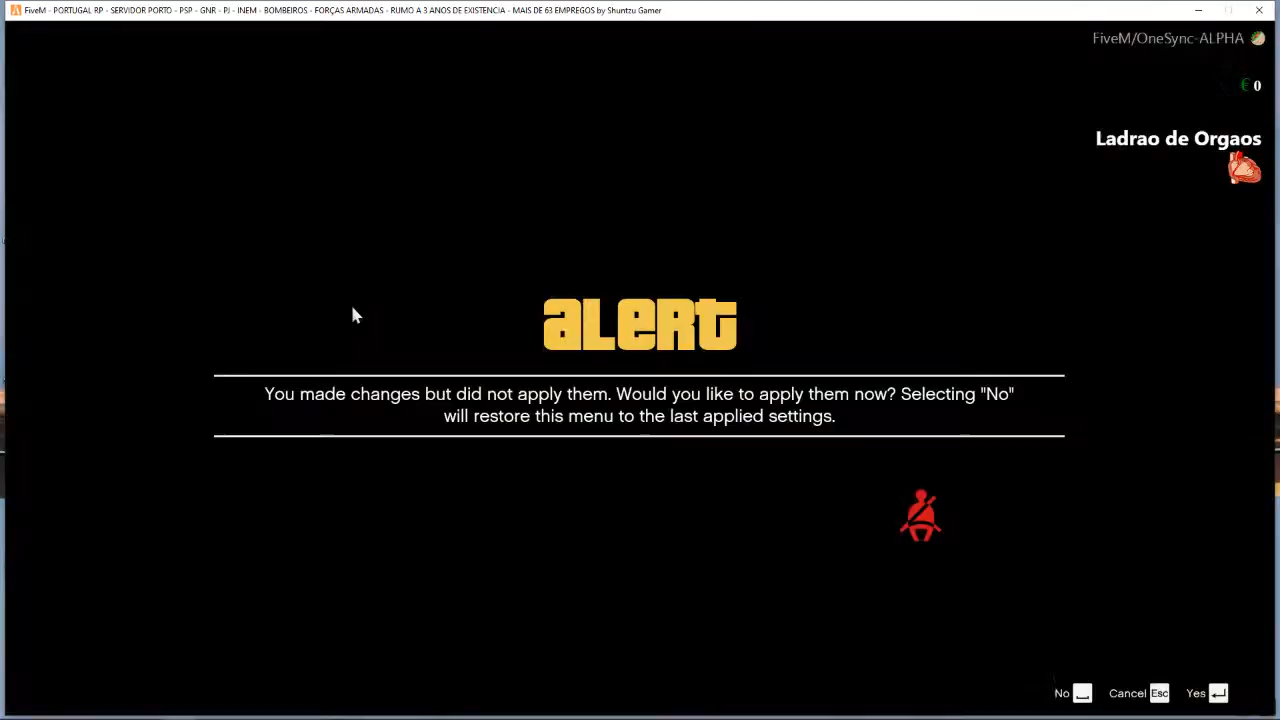 FiveM - PORTUGAL RP - SERVIDOR PORTO - PSP - GNR - PJ - INEM - BOMBEIROS - FORÇAS ARMADAS - RUMO A 3 ANOS DE EXISTENCIA - MAIS DE 63 EMPREGOS by Shuntzu Gamer
FiveM/OneSync-ALPHA
€ 0
Ladrao de Orgaos
aLeRt
You made changes but did not apply them. Would you like to apply them now? Selecting "No"
will restore this menu to the last applied settings.
No Cancel Esc Yes